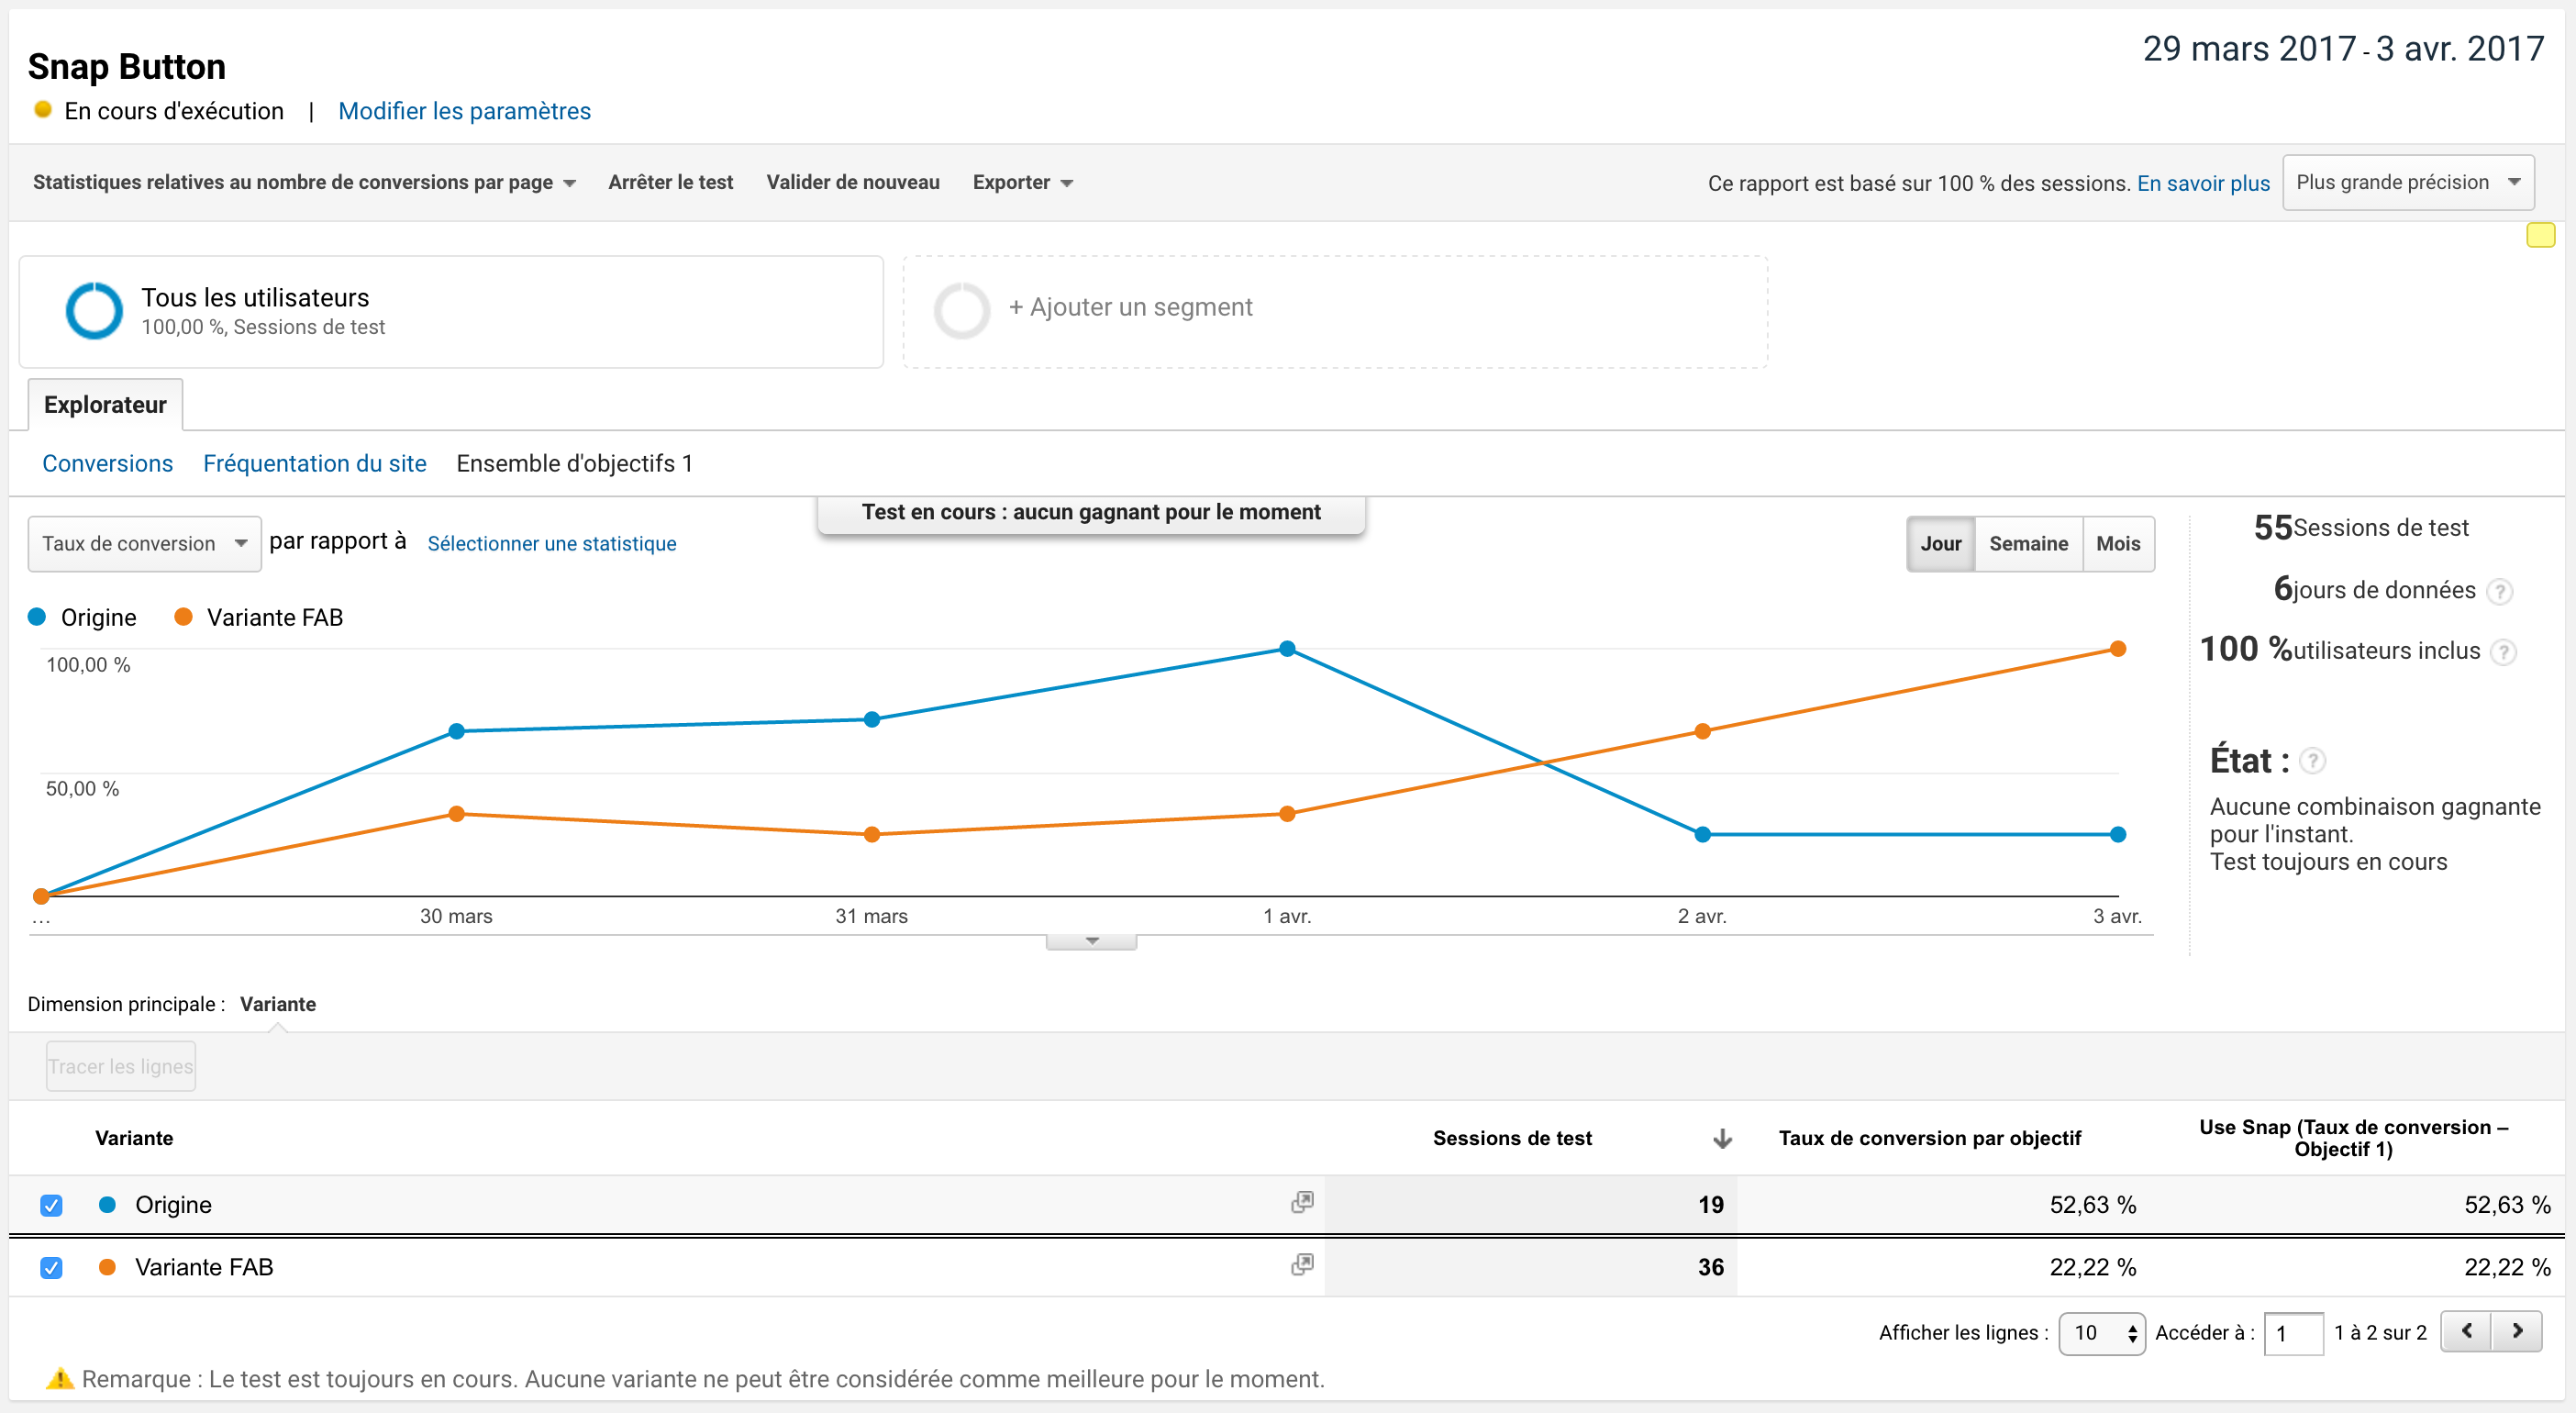 Snap Button
29 mars 2017 - 3 avr. 2017
En cours d'exécution | Modifier les paramètres
Statistiques relatives au nombre de conversions par page Arrêter le test Valider de nouveau Exporter
Ce rapport est basé sur 100 % des sessions. En savoir plus Plus grande précision
Tous les utilisateurs
100,00 %, Sessions de test
+ Ajouter un segment
Explorateur
Conversions Fréquentation du site Ensemble d'objectifs 1
Test en cours : aucun gagnant pour le moment
Taux de conversion par rapport à Sélectionner une statistique
Jour Semaine Mois
Origine Variante FAB
100,00 %
50,00 %
... 30 mars 31 mars 1 avr. 2 avr. 3 avr.
55 Sessions de test
6 jours de données ?
100 % utilisateurs inclus ?
État : ?
Aucune combinaison gagnante
pour l'instant.
Test toujours en cours
Dimension principale : Variante
Tracer les lignes
Variante Sessions de test Taux de conversion par objectif Use Snap (Taux de conversion –
Objectif 1)
Origine 19 52,63 % 52,63 %
Variante FAB 36 22,22 % 22,22 %
Afficher les lignes : 10 Accéder à : 1 1 à 2 sur 2
Remarque : Le test est toujours en cours. Aucune variante ne peut être considérée comme meilleure pour le moment.